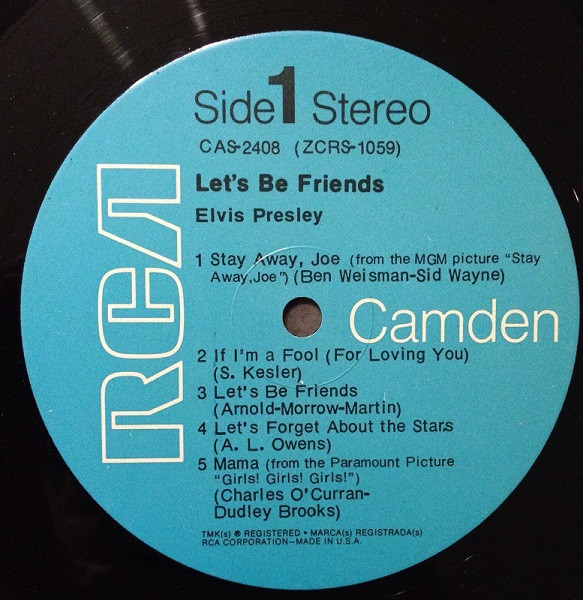 Side 1 Stereo
CAS-2408 (ZCRS-1059)
Let's Be Friends
Elvis Presley
1 Stay Away, Joe (from the MGM picture "Stay
Away, Joe") (Ben Weisman-Sid Wayne)
RCA
Camden
2 If I'm a Fool (For Loving You)
(S. Kesler)
3 Let's Be Friends
(Arnold-Morrow-Martin)
4 Let's Forget About the Stars
(A. L. Owens)
5 Mama (from the Paramount Picture
"Girls! Girls! Girls!")
(Charles O'Curran-
Dudley Brooks)
TMK(s) ® REGISTERED • MARCA(s) REGISTRADA(s)
RCA CORPORATION—MADE IN U.S.A.